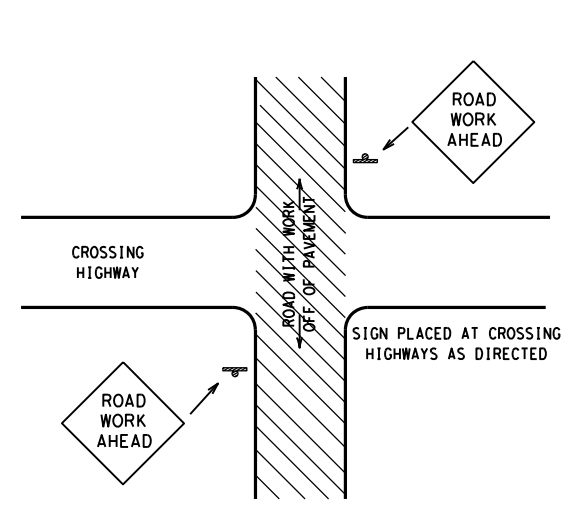 ROAD
WORK
AHEAD
ROAD WITH WORK
OFF OF PAVEMENT
CROSSING
HIGHWAY
SIGN PLACED AT CROSSING
HIGHWAYS AS DIRECTED
ROAD
WORK
AHEAD